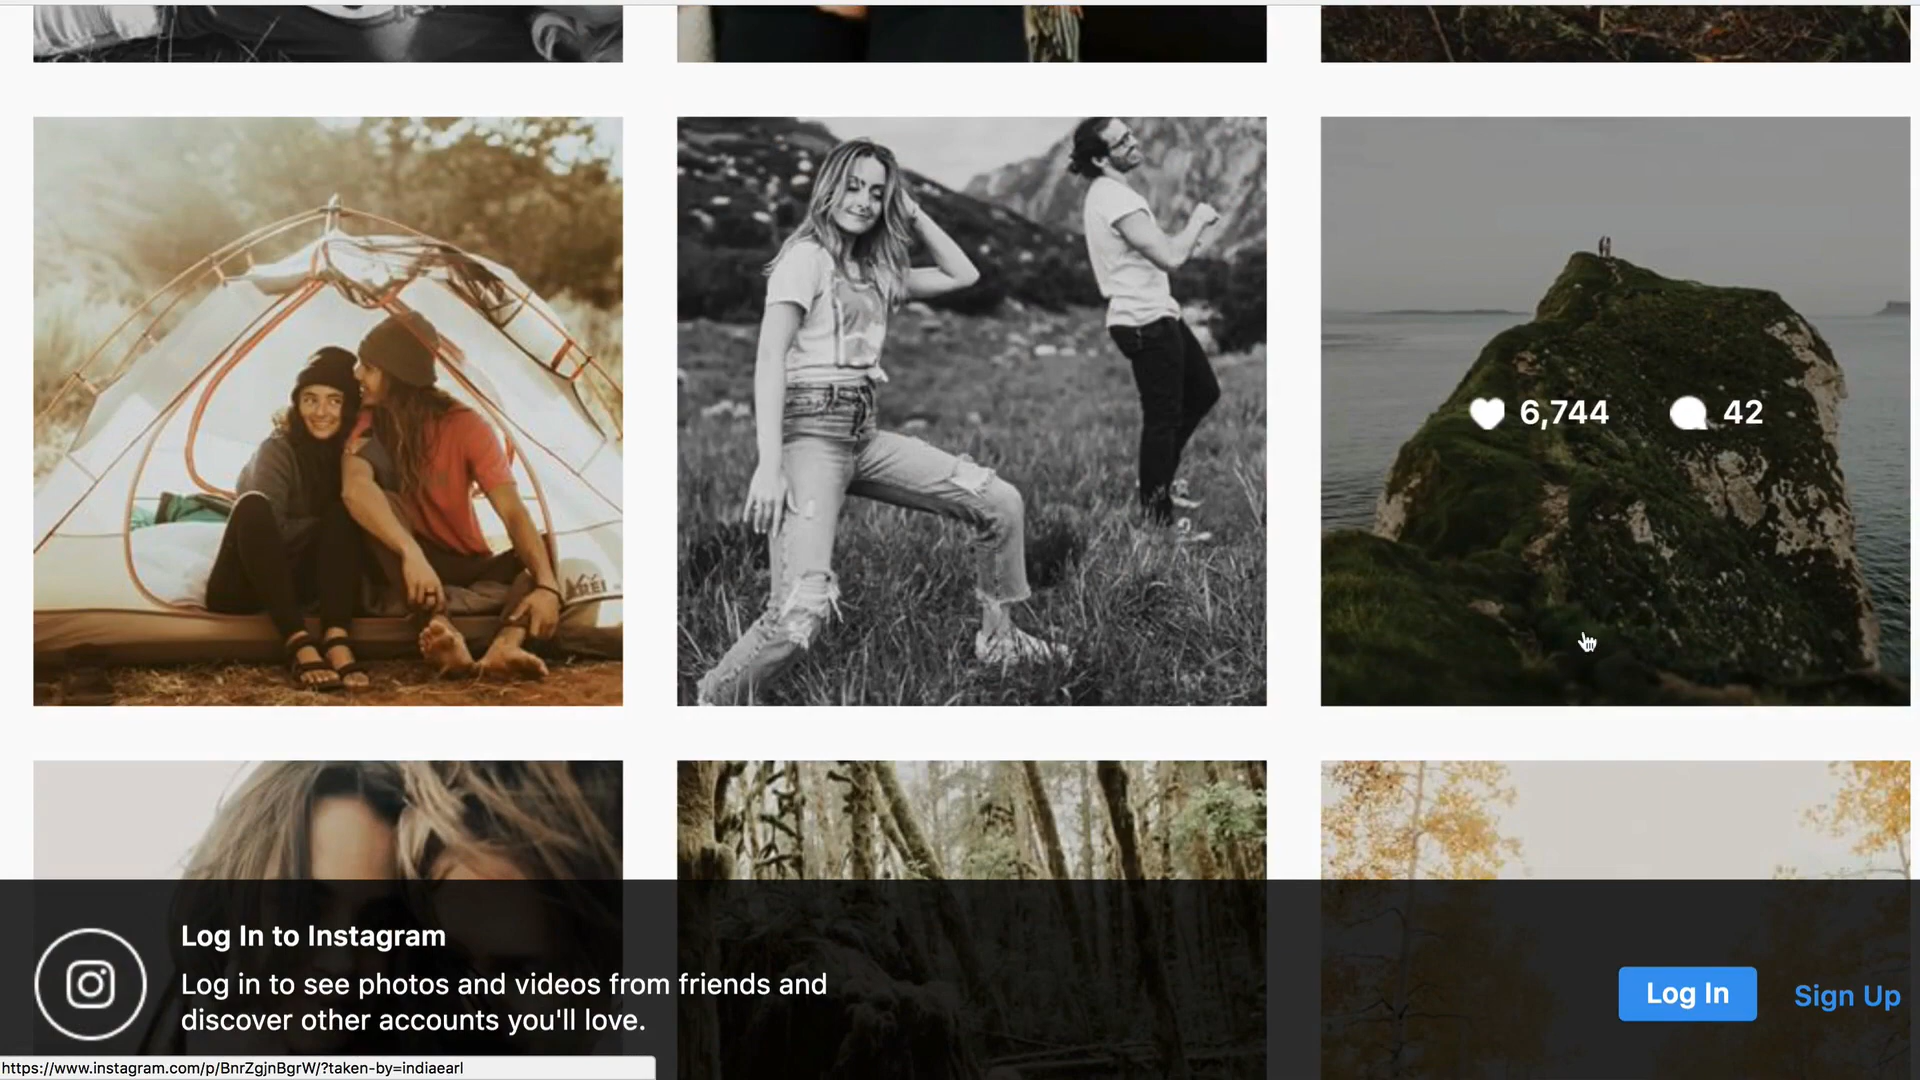 6,744 42
Log In to Instagram
Log in to see photos and videos from friends and
discover other accounts you'll love.
Log In
Sign Up
https://www.instagram.com/p/BnrZgjnBgrW/?taken-by=indiaearl